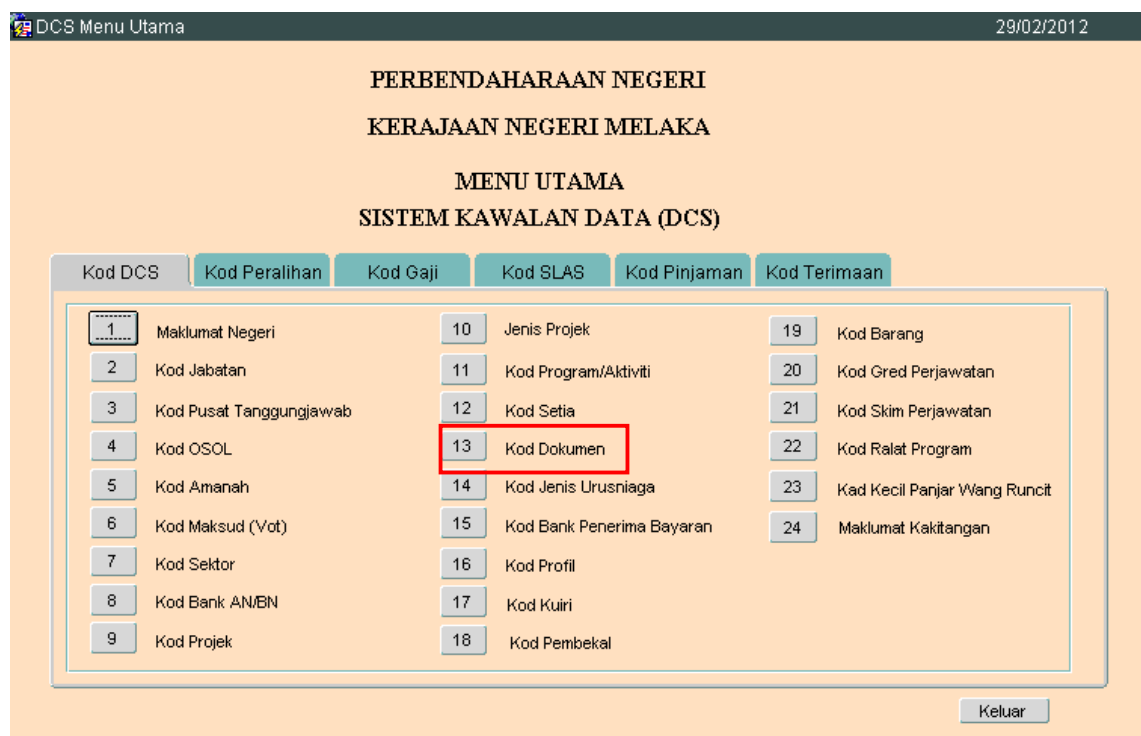 DCS Menu Utama 29/02/2012
PERBENDAHARAAN NEGERI
KERAJAAN NEGERI MELAKA
MENU UTAMA
SISTEM KAWALAN DATA (DCS)
Kod DCS Kod Peralihan Kod Gaji Kod SLAS Kod Pinjaman Kod Terimaan
1 Maklumat Negeri
2 Kod Jabatan
3 Kod Pusat Tanggungjawab
4 Kod OSOL
5 Kod Amanah
6 Kod Maksud (Vot)
7 Kod Sektor
8 Kod Bank AN/BN
9 Kod Projek
10 Jenis Projek
11 Kod Program/Aktiviti
12 Kod Setia
13 Kod Dokumen
14 Kod Jenis Urusniaga
15 Kod Bank Penerima Bayaran
16 Kod Profil
17 Kod Kuiri
18 Kod Pembekal
19 Kod Barang
20 Kod Gred Perjawatan
21 Kod Skim Perjawatan
22 Kod Ralat Program
23 Kad Kecil Panjar Wang Runcit
24 Maklumat Kakitangan
Keluar